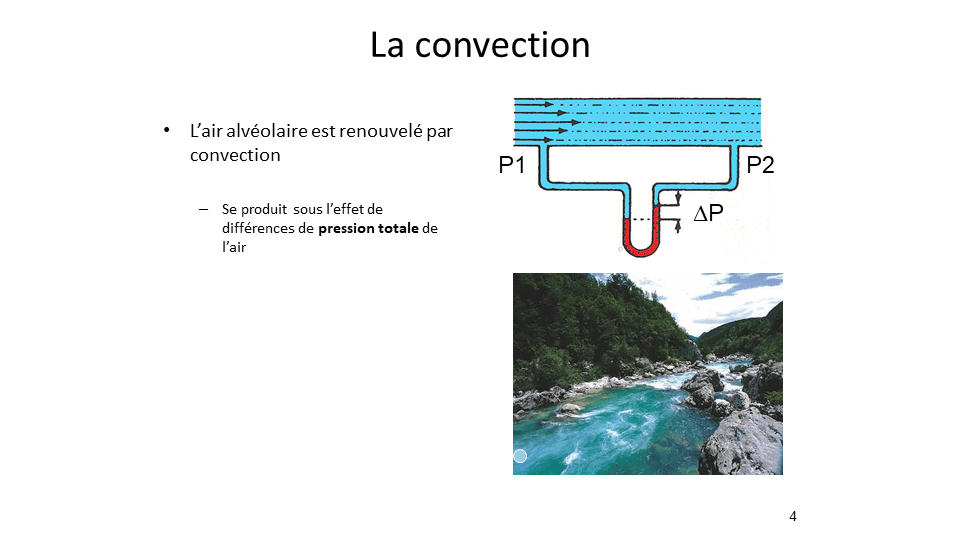 La convection
• L’air alvéolaire est renouvelé par
convection
– Se produit sous l’effet de
différences de pression totale de
l’air
P1
P2
ΔP
4